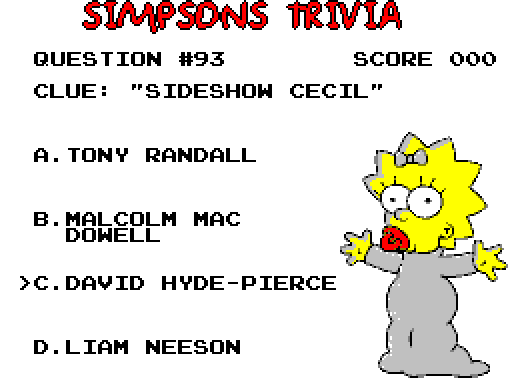 SIMPSONS TRIVIA
QUESTION #93 SCORE 000
CLUE: "SIDESHOW CECIL"
A.TONY RANDALL
B.MALCOLM MAC
DOWELL
>C.DAVID HYDE-PIERCE
D.LIAM NEESON